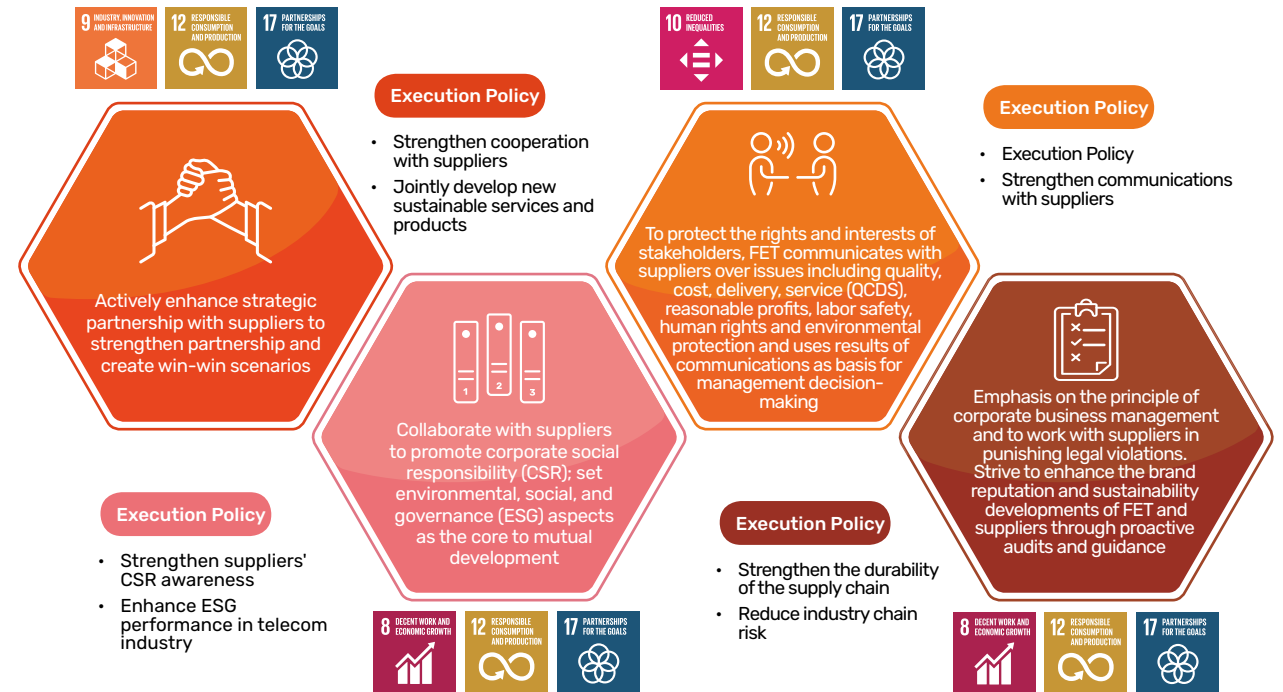 9 INDUSTRY, INNOVATION
AND INFRASTRUCTURE
12 RESPONSIBLE
CONSUMPTION
AND PRODUCTION
17 PARTNERSHIPS
FOR THE GOALS
Actively enhance strategic
partnership with suppliers to
strengthen partnership and
create win-win scenarios
Execution Policy
• Strengthen cooperation
with suppliers
• Jointly develop new
sustainable services and
products
1
2
3
Collaborate with suppliers
to promote corporate social
responsibility (CSR); set
environmental, social, and
governance (ESG) aspects
as the core to mutual
development
Execution Policy
• Strengthen suppliers'
CSR awareness
• Enhance ESG
performance in telecom
industry
8 DECENT WORK AND
ECONOMIC GROWTH
12 RESPONSIBLE
CONSUMPTION
AND PRODUCTION
17 PARTNERSHIPS
FOR THE GOALS
10 REDUCED
INEQUALITIES
12 RESPONSIBLE
CONSUMPTION
AND PRODUCTION
17 PARTNERSHIPS
FOR THE GOALS
To protect the rights and interests of
stakeholders, FET communicates with
suppliers over issues including quality,
cost, delivery, service (QCDS),
reasonable profits, labor safety,
human rights and environmental
protection and uses results of
communications as basis for
management decision-
making
Execution Policy
• Execution Policy
• Strengthen communications
with suppliers
Emphasis on the principle of
corporate business management
and to work with suppliers in
punishing legal violations.
Strive to enhance the brand
reputation and sustainability
developments of FET and
suppliers through proactive
audits and guidance
Execution Policy
• Strengthen the durability
of the supply chain
• Reduce industry chain
risk
8 DECENT WORK AND
ECONOMIC GROWTH
12 RESPONSIBLE
CONSUMPTION
AND PRODUCTION
17 PARTNERSHIPS
FOR THE GOALS